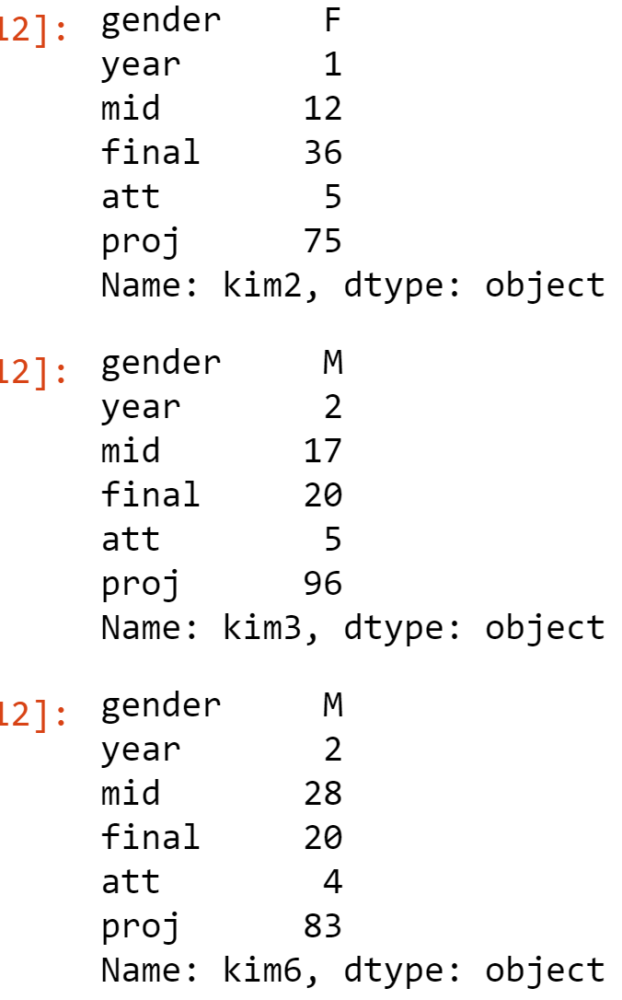 12]: gender      F
year        1
mid        12
final      36
att         5
proj       75
Name: kim2, dtype: object
12]: gender      M
year        2
mid        17
final      20
att         5
proj       96
Name: kim3, dtype: object
12]: gender      M
year        2
mid        28
final      20
att         4
proj       83
Name: kim6, dtype: object